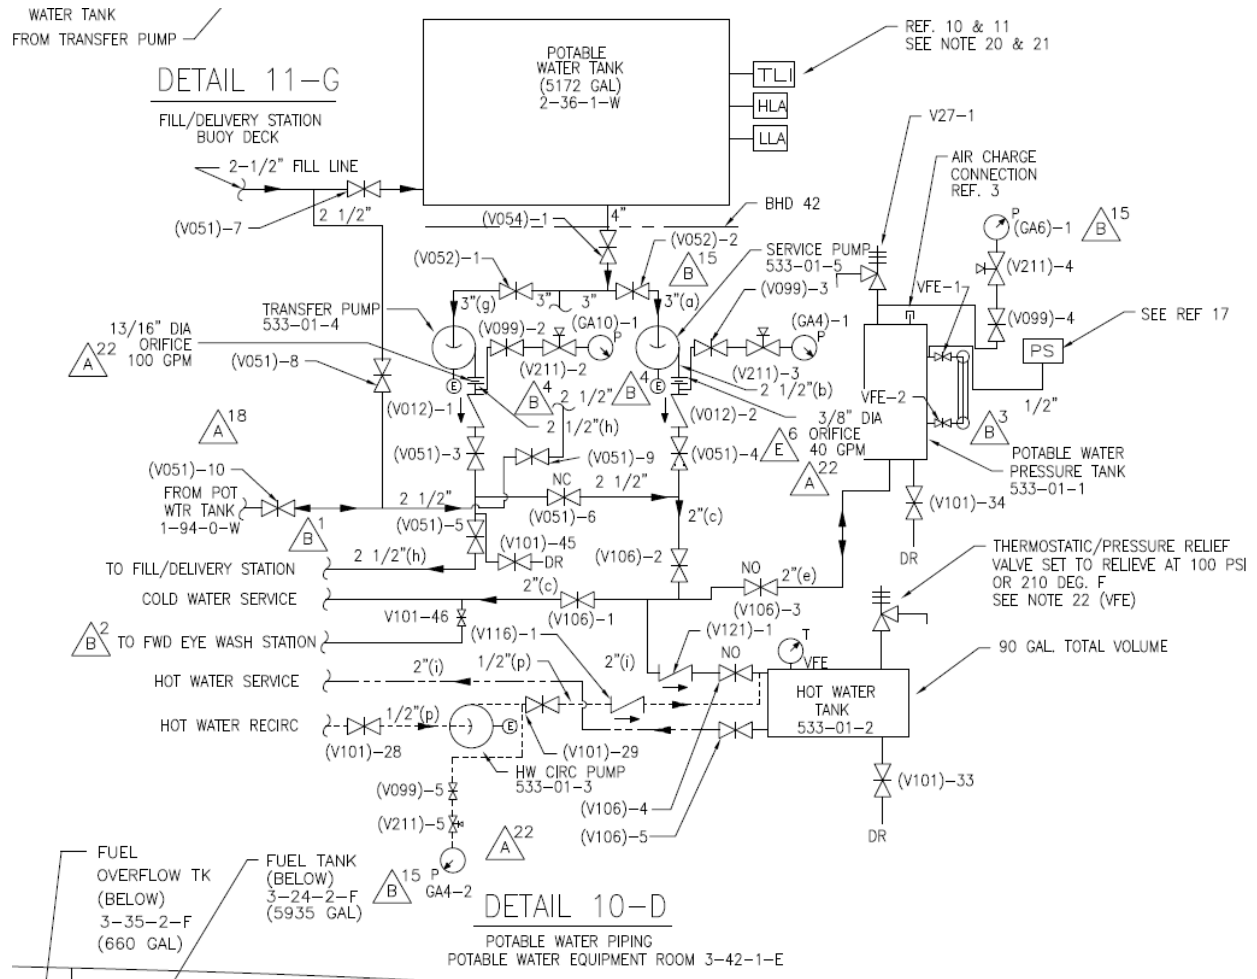 WATER TANK
FROM TRANSFER PUMP
DETAIL 11-G
FILL/DELIVERY STATION
BUOY DECK
2-1/2" FILL LINE
(V051)-7
2 1/2"
POTABLE
WATER TANK
(5172 GAL)
2-36-1-W
TLI
HLA
LLA
REF. 10 & 11
SEE NOTE 20 & 21
V27-1
AIR CHARGE
CONNECTION
REF. 3
P
(GA6)-1
B
15
(V054)-1
4"
BHD 42
(V052)-1
(V052)-2
B
15
SERVICE PUMP
533-01-5
(V211)-4
VFE-1
(V099)-3
(V099)-4
SEE REF 17
PS
3"(g)
3"
3"
3"(a)
TRANSFER PUMP
533-01-4
(V099)-2
(GA10)-1
P
(GA4)-1
P
13/16" DIA
ORIFICE
100 GPM
A
22
(V051)-8
E
(V211)-2
B
4
E
B
4
(V211)-3
2 1/2"(b)
VFE-2
1/2"
(V012)-1
2 1/2"
2 1/2"(h)
(V012)-2
3/8" DIA
ORIFICE
40 GPM
E
6
A
22
B
3
A
18
(V051)-3
(V051)-9
(V051)-4
POTABLE WATER
PRESSURE TANK
533-01-1
(V051)-10
FROM POT
WTR TANK
1-94-0-W
2 1/2"
NC
2 1/2"
(V051)-6
(V101)-34
DR
B
1
(V051)-5
(V101)-45
DR
2"(c)
(V106)-2
2 1/2"(h)
TO FILL/DELIVERY STATION
THERMOSTATIC/PRESSURE RELIEF
VALVE SET TO RELIEVE AT 100 PSI
OR 210 DEG. F
SEE NOTE 22 (VFE)
COLD WATER SERVICE
2"(c)
NO
2"(e)
(V106)-1
(V106)-3
V101-46
B
2
TO FWD EYE WASH STATION
(V116)-1
(V121)-1
T
VFE
NO
90 GAL. TOTAL VOLUME
HOT WATER SERVICE
2"(i)
1/2"(p)
2"(i)
HOT WATER
TANK
533-01-2
HOT WATER RECIRC
1/2"(p)
E
(V101)-28
(V101)-29
HW CIRC PUMP
533-01-3
(V099)-5
(V106)-4
(V101)-33
(V211)-5
(V106)-5
DR
A
22
B
15
P
GA4-2
FUEL
OVERFLOW TK
(BELOW)
3-35-2-F
(660 GAL)
FUEL TANK
(BELOW)
3-24-2-F
(5935 GAL)
DETAIL 10-D
POTABLE WATER PIPING
POTABLE WATER EQUIPMENT ROOM 3-42-1-E